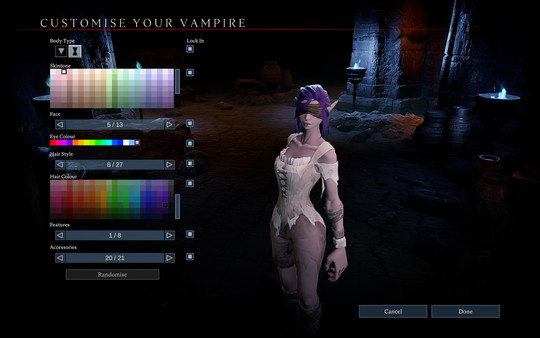 CUSTOMISE YOUR VAMPIRE
Body Type
Lock In
Skintone
Face
5 / 13
Eye Colour
Hair Style
8 / 27
Hair Colour
Features
1 / 8
Accessories
20 / 21
Randomise
Cancel
Done